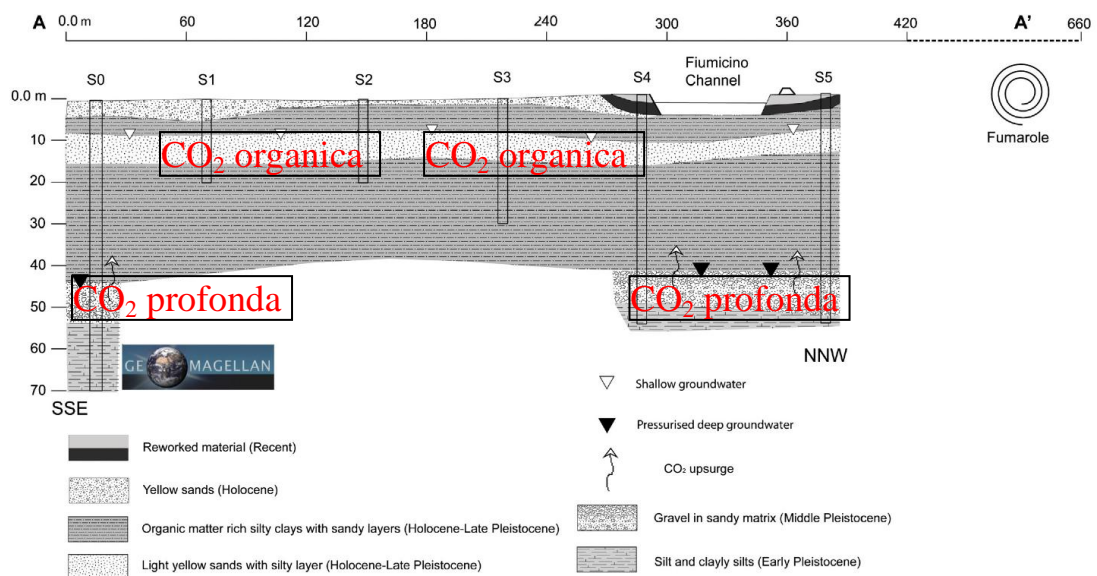 A 0.0 m 60 120 180 240 300 360 420 A' 660
S0 S1 S2 S3 S4 Fiumicino Channel S5
0.0 m
10
20
30
40
50
60
70
CO₂ organica CO₂ organica
CO₂ profonda CO₂ profonda
Fumarole
GE MAGELLAN
SSE
NNW
Shallow groundwater
Pressurised deep groundwater
CO₂ upsurge
Reworked material (Recent)
Yellow sands (Holocene)
Organic matter rich silty clays with sandy layers (Holocene-Late Pleistocene)
Light yellow sands with silty layer (Holocene-Late Pleistocene)
Gravel in sandy matrix (Middle Pleistocene)
Silt and clayly silts (Early Pleistocene)